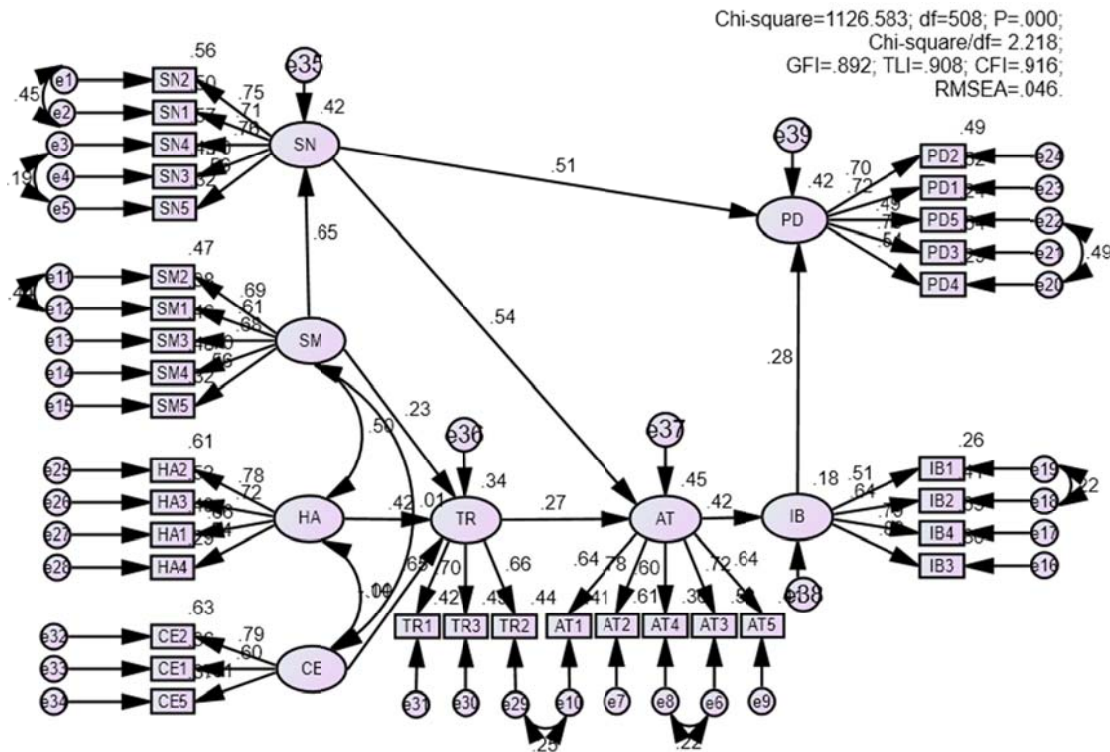 Chi-square=1126.583; df=508; P=.000;
Chi-square/df= 2.218;
GFI=.892; TLI=.908; CFI=.916;
RMSEA=.046.
e35
.42
SN
.56
e1 SN2 .75
.45
e2 SN1 .71
e3 SN4
e4 SN3
.19
e5 SN5
.51
.65
.54
e39
.42
PD
.49
.70 PD2 e24
.72 PD1 e23
.49 PD5 e22
PD3 e21
.49
.54 PD4 e20
.47
e11 SM2 .69
e12 SM1 .61
e13 SM3 .68
e14 SM4 .56
e15 SM5
SM
.23
.50
.28
e36
.34
TR
.42
.01
.27
e37
.45
AT
.42
.18
IB
e38
.26
.51 IB1 e19
.64 IB2 e18
.22
IB4 e17
IB3 e16
.61
e25 HA2 .78
e26 HA3 .72
e27 HA1
e28 HA4
HA
.63
e32 CE2 .79
e33 CE1 .60
e34 CE5
CE
.65 .70 .66 .64 .78 .60 .72 .64
.42 .44 .61
TR1 TR3 TR2 AT1 AT2 AT4 AT3 AT5
e31 e30 e29 e10 e7 e8 e6 e9
.25 .22